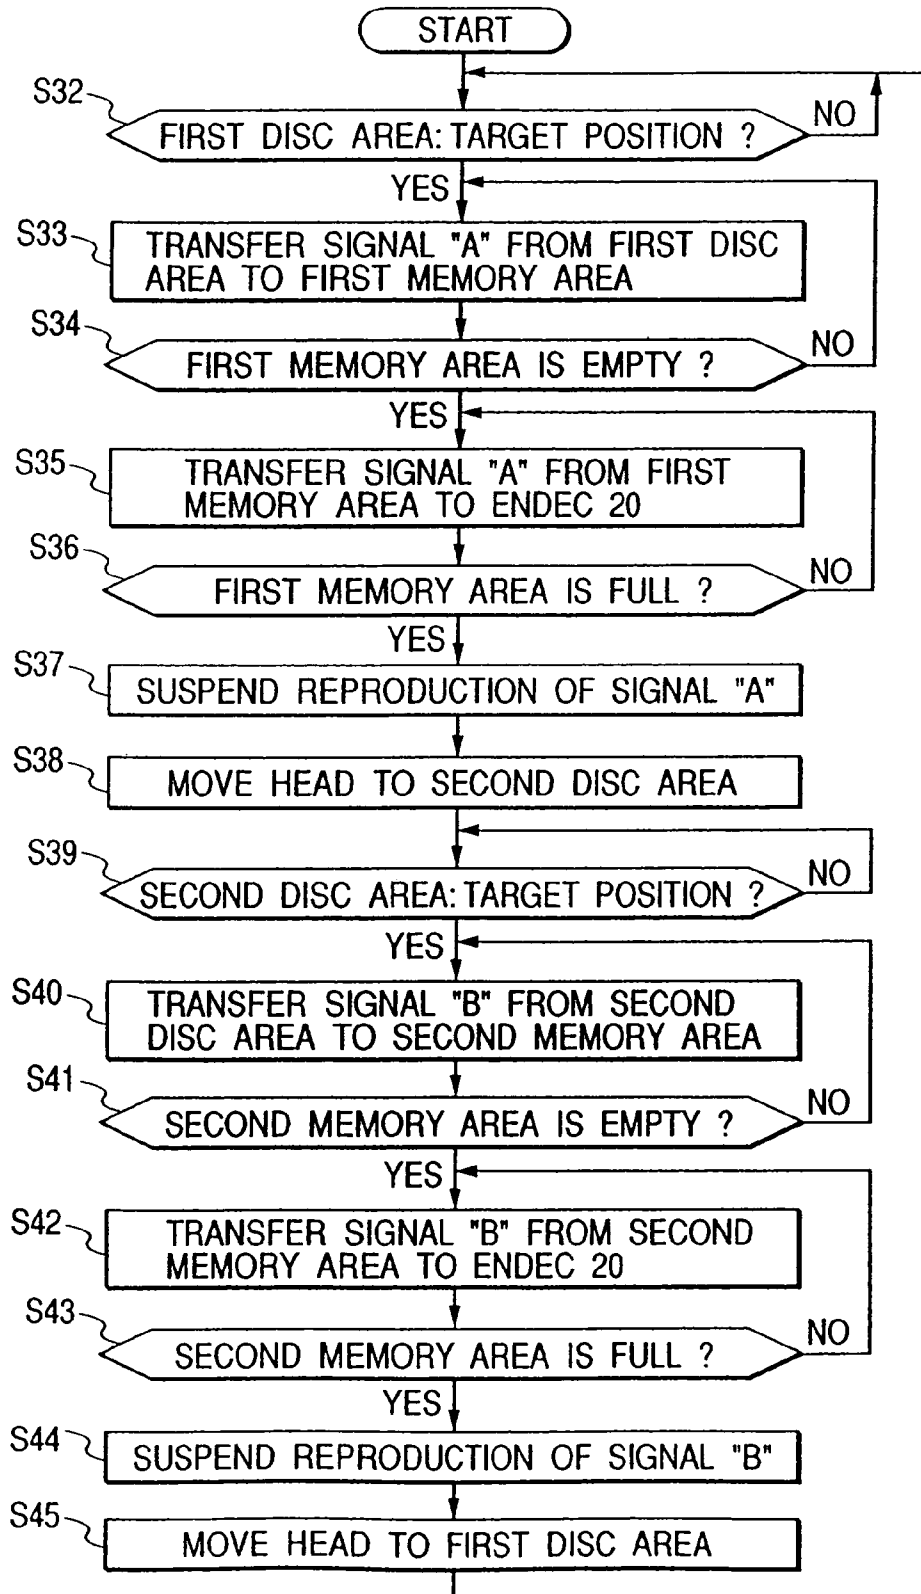 START
S32
FIRST DISC AREA: TARGET POSITION ?
NO
YES
S33
TRANSFER SIGNAL "A" FROM FIRST DISC
AREA TO FIRST MEMORY AREA
S34
FIRST MEMORY AREA IS EMPTY ?
NO
YES
S35
TRANSFER SIGNAL "A" FROM FIRST
MEMORY AREA TO ENDEC 20
S36
FIRST MEMORY AREA IS FULL ?
NO
YES
S37
SUSPEND REPRODUCTION OF SIGNAL "A"
S38
MOVE HEAD TO SECOND DISC AREA
S39
SECOND DISC AREA: TARGET POSITION ?
NO
YES
S40
TRANSFER SIGNAL "B" FROM SECOND
DISC AREA TO SECOND MEMORY AREA
S41
SECOND MEMORY AREA IS EMPTY ?
NO
YES
S42
TRANSFER SIGNAL "B" FROM SECOND
MEMORY AREA TO ENDEC 20
S43
SECOND MEMORY AREA IS FULL ?
NO
YES
S44
SUSPEND REPRODUCTION OF SIGNAL "B"
S45
MOVE HEAD TO FIRST DISC AREA